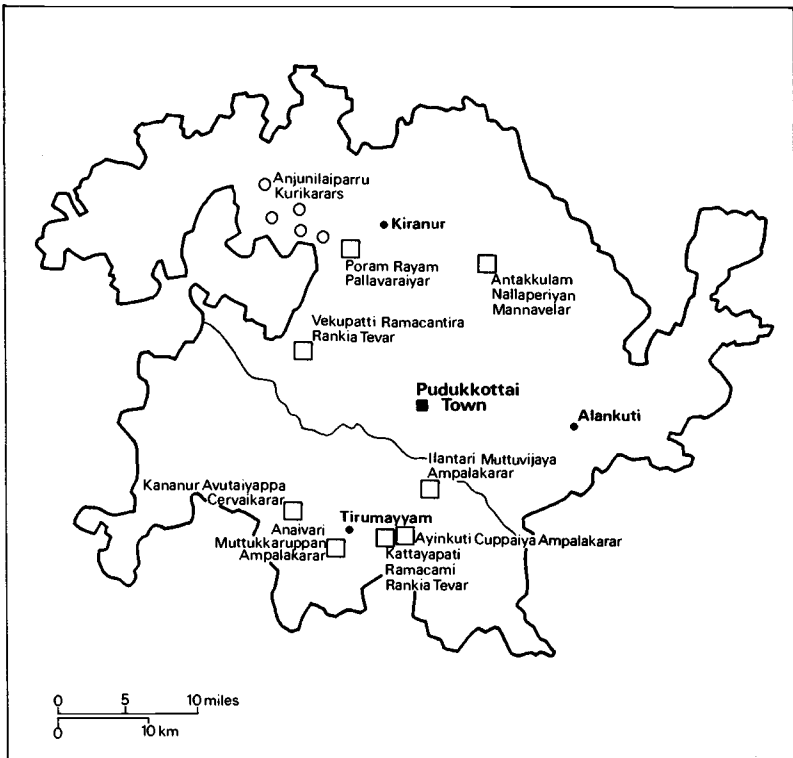 Anjunilaiparru
Kurikarars
Kiranur
Poram Rayam
Pallavaraiyar
Antakkulam
Nallaperiyan
Mannavelar
Vekupatti Ramacantira
Rankia Tevar
Pudukkottai
Town
Alankuti
Ilantari Muttuvijaya
Ampalakarar
Kananur Avutaiyappa
Cervaikarar
Tirumayyam
Anaivari
Muttukkaruppan
Ampalakarar
Ayinkuti Cuppaiya Ampalakarar
Kattayapati
Ramacami
Rankia Tevar
0 5 10 miles
0 10 km